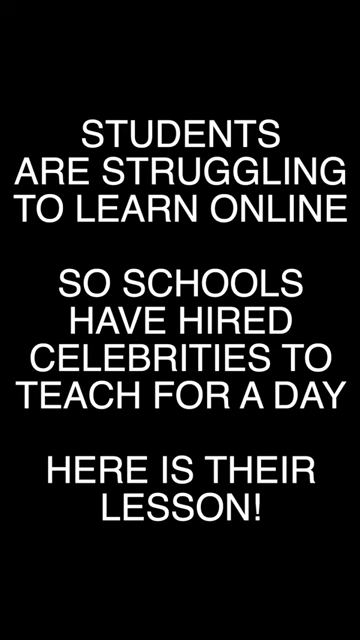 STUDENTS
ARE STRUGGLING
TO LEARN ONLINE
SO SCHOOLS
HAVE HIRED
CELEBRITIES TO
TEACH FOR A DAY
HERE IS THEIR
LESSON!